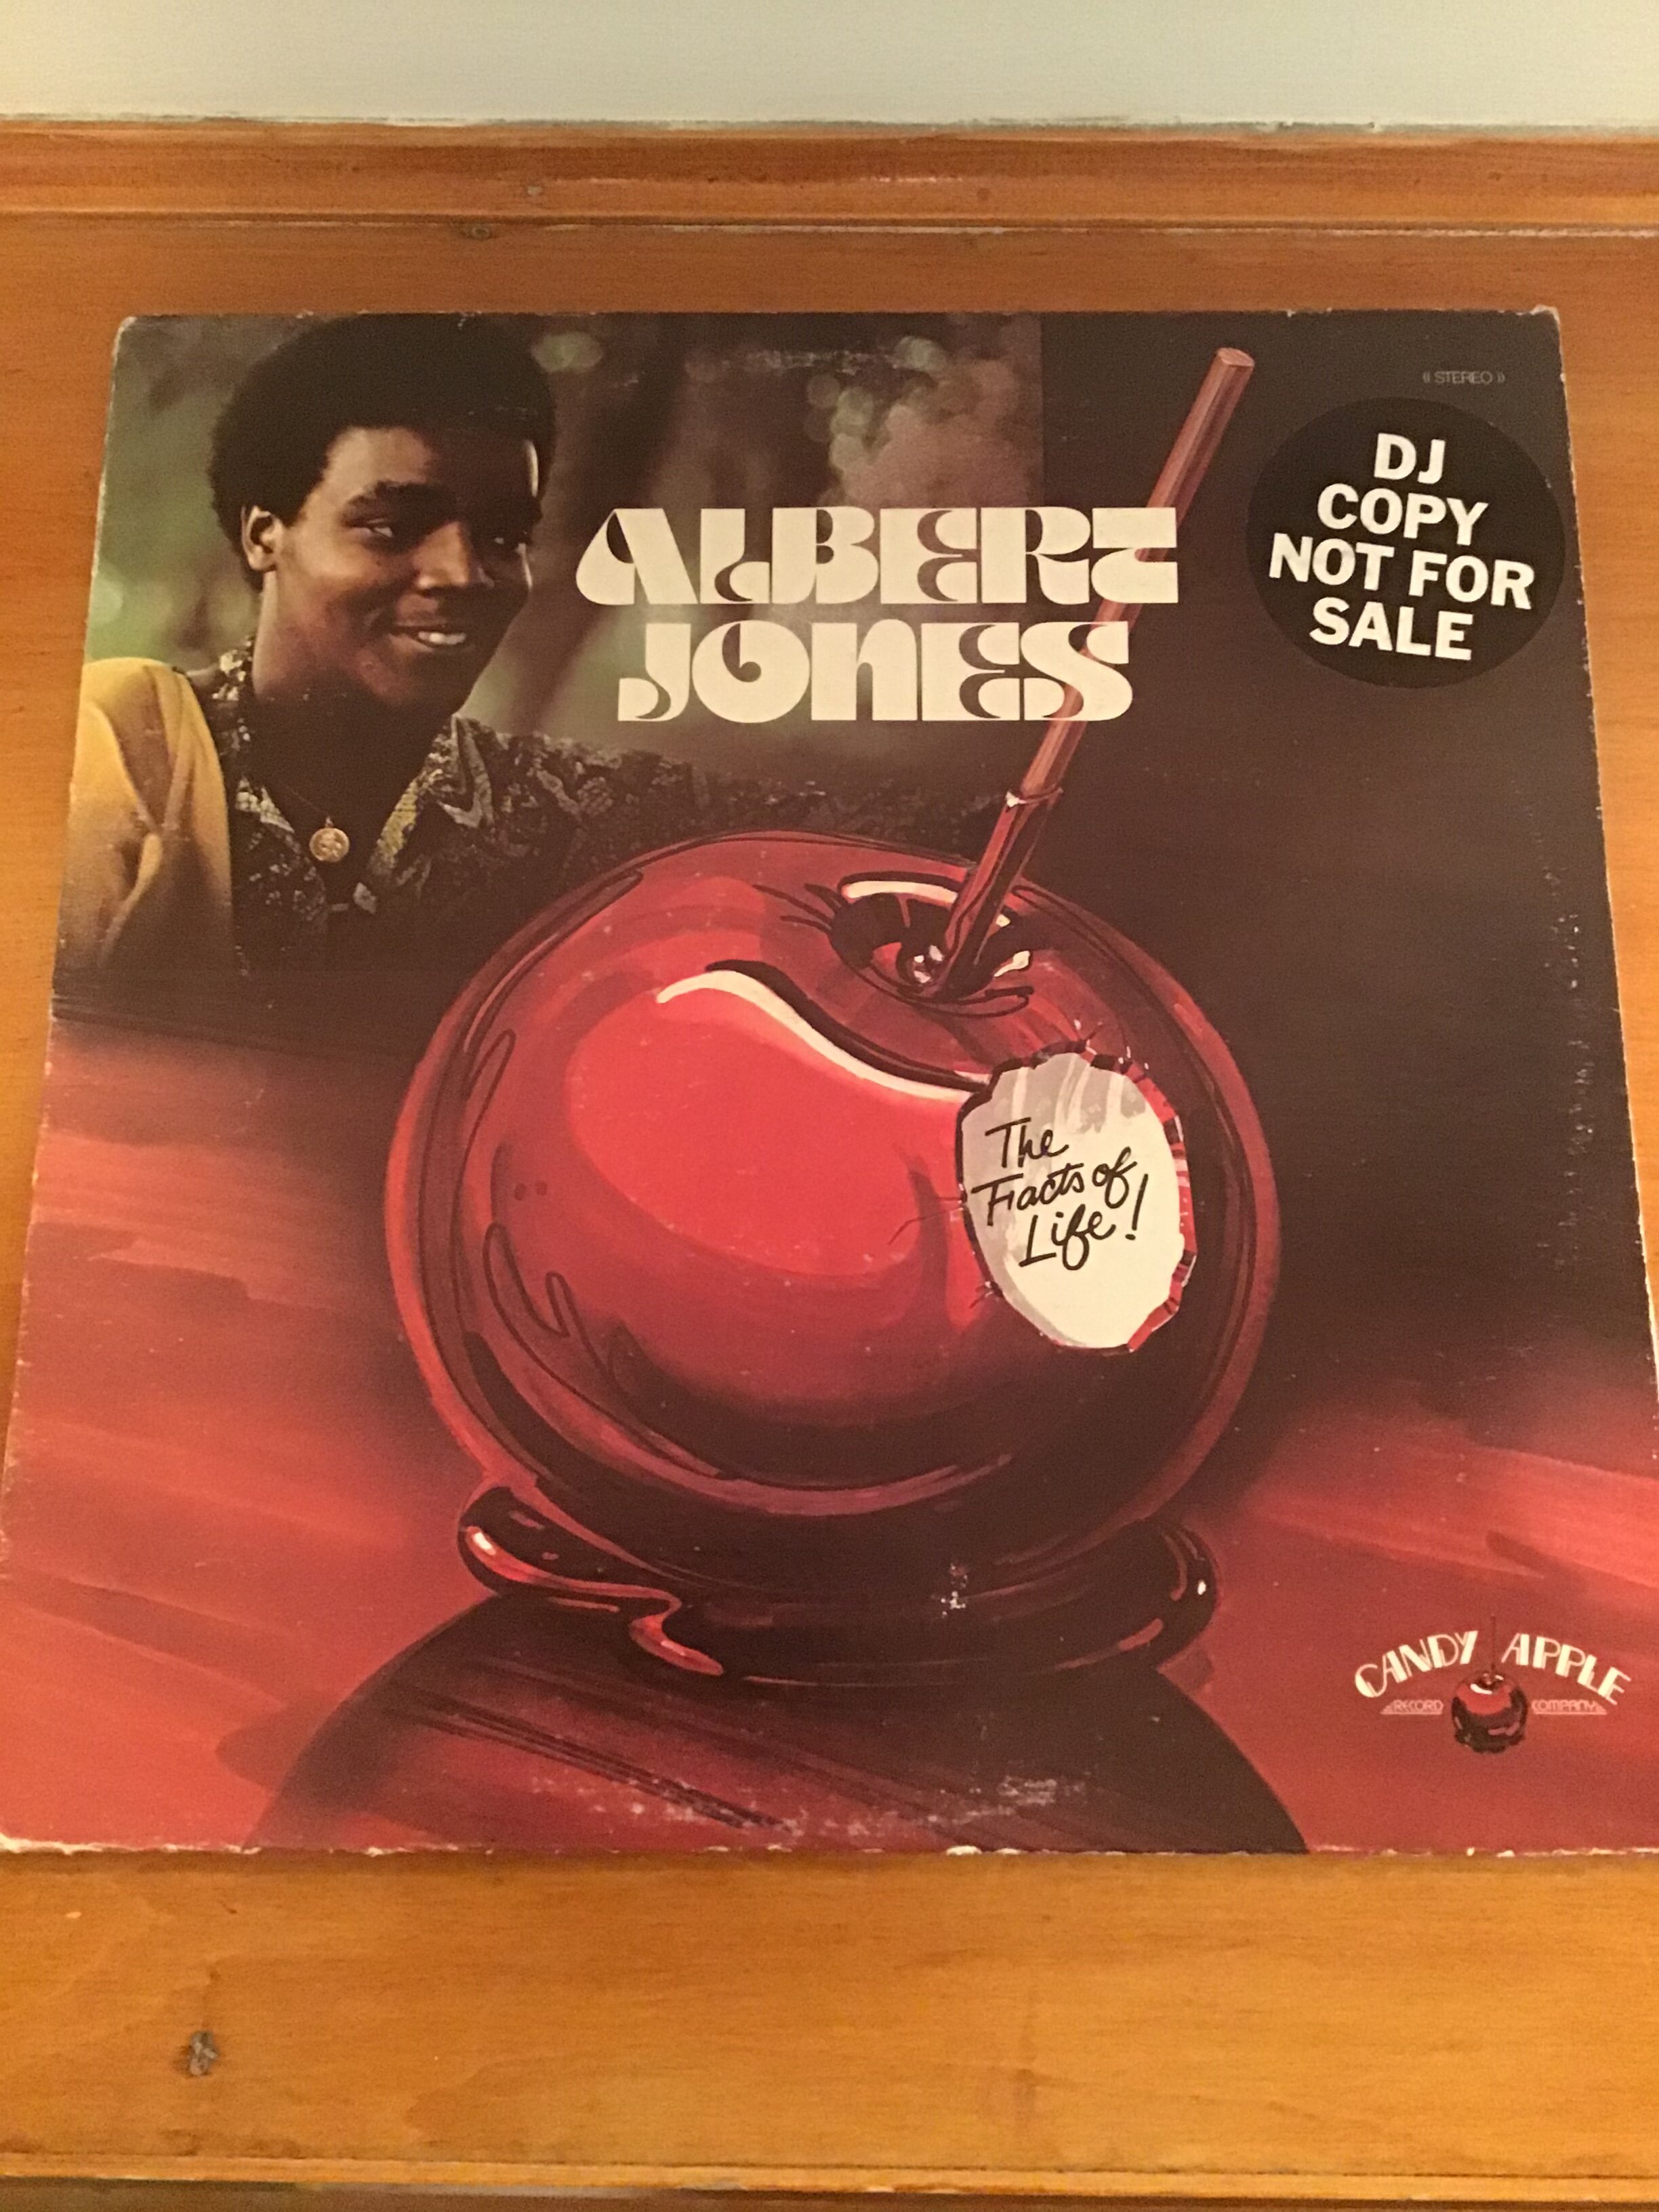 ((STEREO))
DJ
COPY
NOT FOR
SALE
ALBERT
JONES
The
Facts of
Life!
CANDY APPLE
RECORD COMPANY